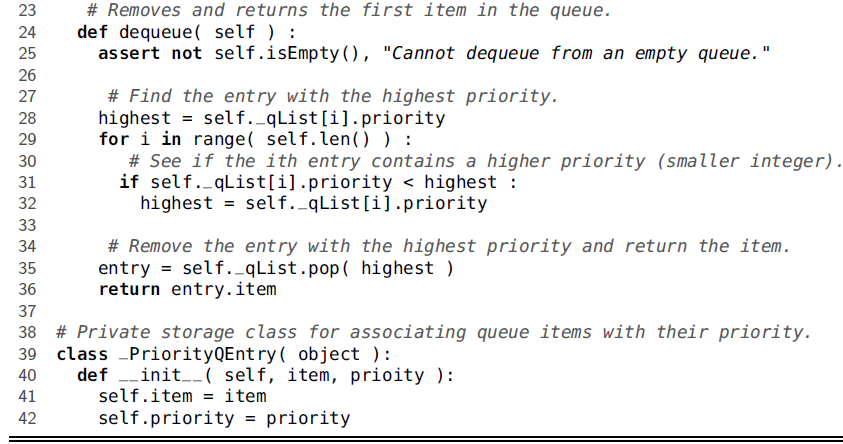 23 # Removes and returns the first item in the queue.
24 def dequeue( self ) :
25 assert not self.isEmpty(), "Cannot dequeue from an empty queue."
26
27 # Find the entry with the highest priority.
28 highest = self._qList[i].priority
29 for i in range( self.len() ) :
30 # See if the ith entry contains a higher priority (smaller integer).
31 if self._qList[i].priority < highest :
32 highest = self._qList[i].priority
33
34 # Remove the entry with the highest priority and return the item.
35 entry = self._qList.pop( highest )
36 return entry.item
37
38 # Private storage class for associating queue items with their priority.
39 class _PriorityQEntry( object ):
40 def __init__( self, item, prioity ):
41 self.item = item
42 self.priority = priority